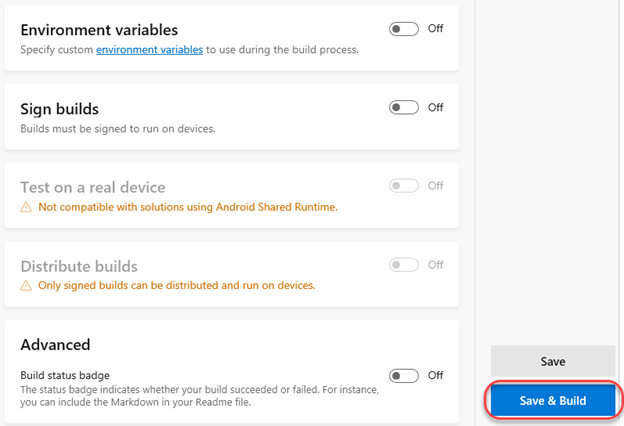 Environment variables
Off
Specify custom environment variables to use during the build process.
Sign builds
Off
Builds must be signed to run on devices.
Test on a real device
Off
Not compatible with solutions using Android Shared Runtime.
Distribute builds
Off
Only signed builds can be distributed and run on devices.
Advanced
Build status badge
Off
The status badge indicates whether your build succeeded or failed. For instance,
you can include the Markdown in your Readme file.
Save
Save & Build